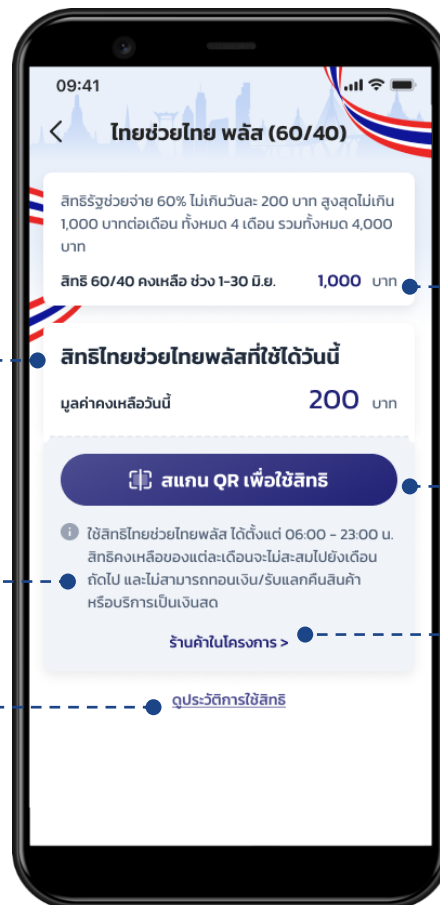 09:41
ไทยช่วยไทย พลัส (60/40)
สิทธิรัฐช่วยจ่าย 60% ไม่เกินวันละ 200 บาท สูงสุดไม่เกิน
1,000 บาทต่อเดือน ทั้งหมด 4 เดือน รวมทั้งหมด 4,000
บาท
สิทธิ 60/40 คงเหลือ ช่วง 1-30 มิ.ย. 1,000 บาท
สิทธิไทยช่วยไทยพลัสที่ใช้ได้วันนี้
มูลค่าคงเหลือวันนี้ 200 บาท
สแกน QR เพื่อใช้สิทธิ
ใช้สิทธิไทยช่วยไทยพลัส ได้ตั้งแต่ 06:00 - 23:00 น.
สิทธิคงเหลือของแต่ละเดือนจะไม่สะสมไปยังเดือน
ถัดไป และไม่สามารถทอนเงิน/รับแลกคืนสินค้า
หรือบริการเป็นเงินสด
ร้านค้าในโครงการ >
ดูประวัติการใช้สิทธิ